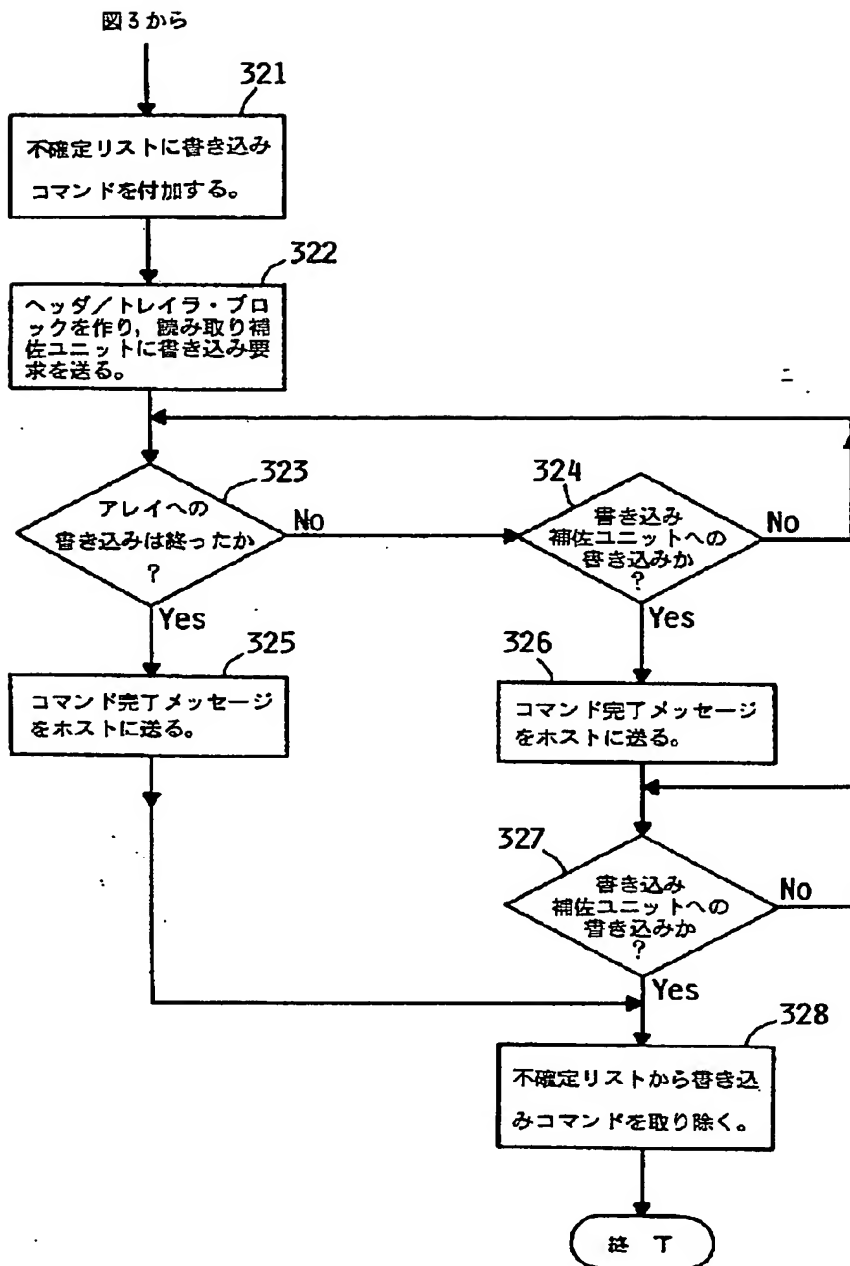 図3から
321
不確定リストに書き込み
コマンドを付加する。
322
ヘッダ／トレイラ・ブロ
ックを作り，読み取り補
佐ユニットに書き込み要
求を送る。
323
アレイへの
書き込みは終ったか
？
No
Yes
324
書き込み
補佐ユニットへの
書き込みか
？
No
Yes
325
コマンド完了メッセージ
をホストに送る。
326
コマンド完了メッセージ
をホストに送る。
327
書き込み
補佐ユニットへの
書き込みか
？
No
Yes
328
不確定リストから書き込
みコマンドを取り除く。
終 了